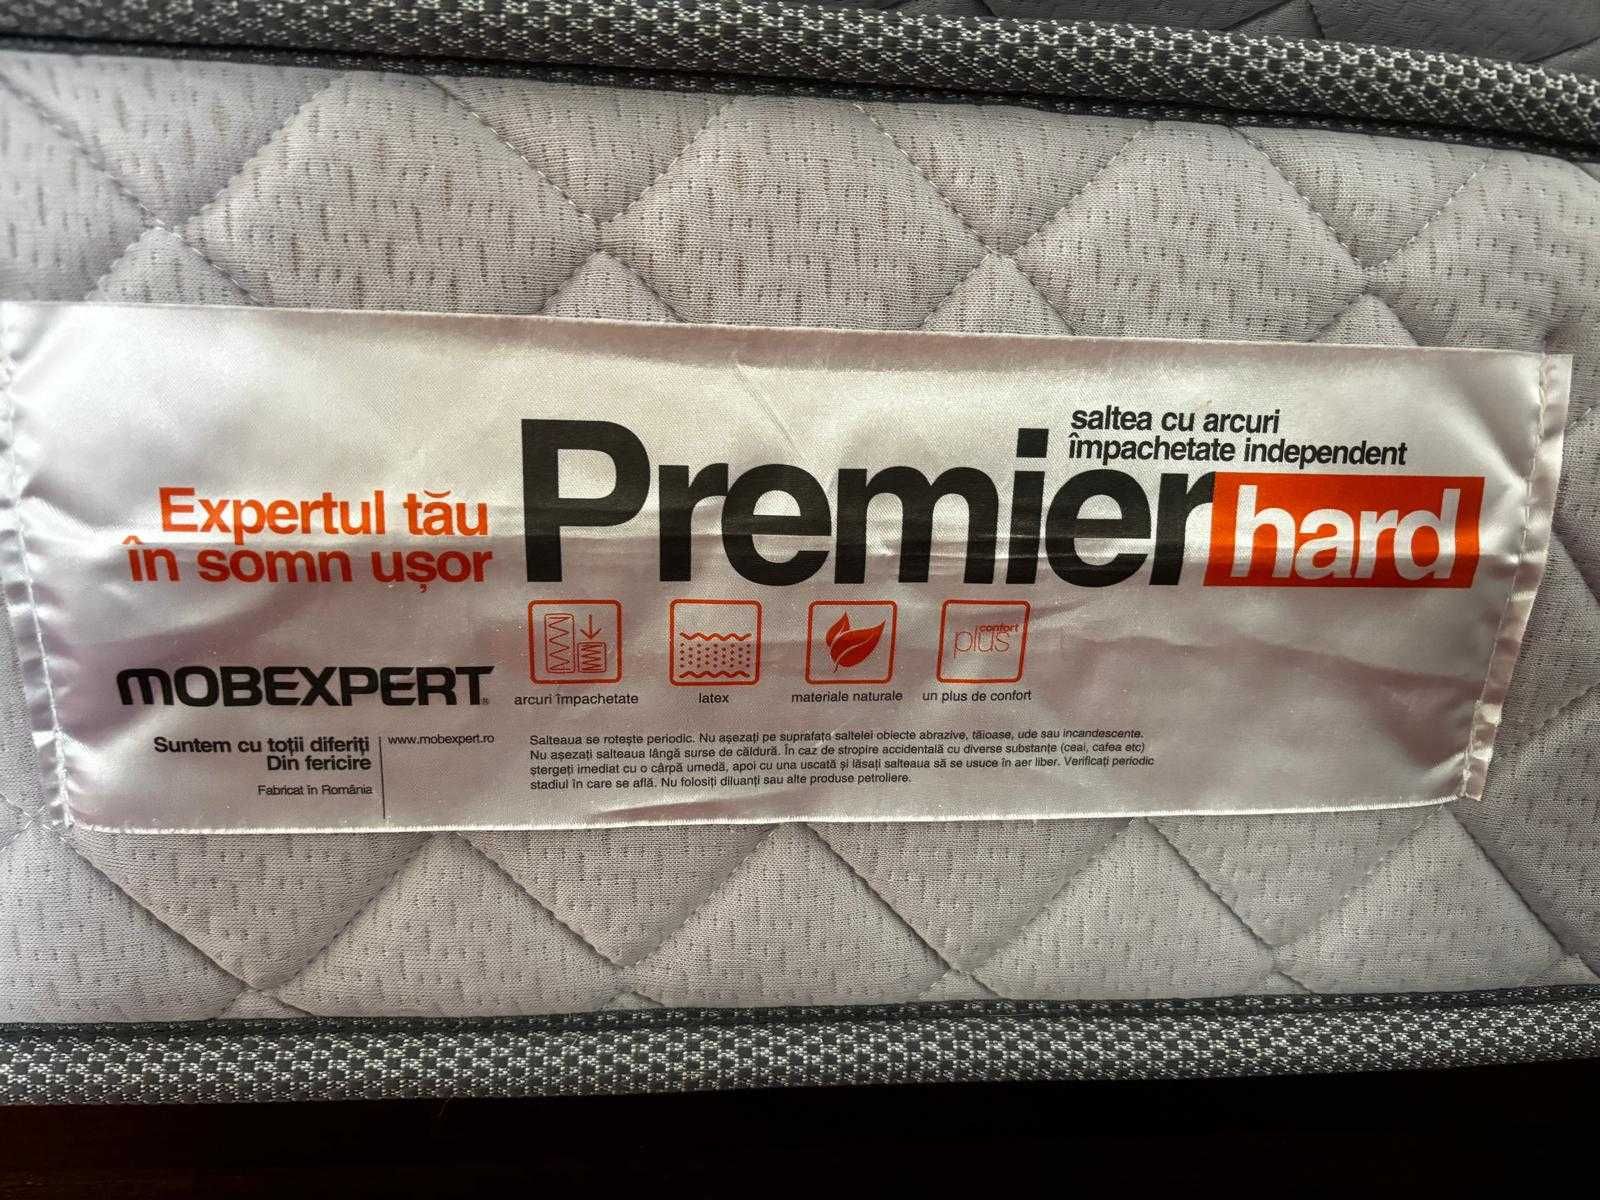 saltea cu arcuri
împachetate independent
Premier hard
Expertul tău
în somn ușor
MOBEXPERT®
Suntem cu toții diferiți
Din fericire
Fabricat în România
www.mobexpert.ro
confort
plus
arcuri împachetate
latex
materiale naturale
un plus de confort
Salteaua se rotește periodic. Nu așezați pe suprafața saltelei obiecte abrazive, tăioase, ude sau incandescente.
Nu așezați salteaua lângă surse de căldură. În caz de stropire accidentală cu diverse substanțe (ceai, cafea etc)
ștergeți imediat cu o cârpă umedă, apoi cu una uscată și lăsați salteaua să se usuce în aer liber. Verificați periodic
stadiul în care se află. Nu folosiți diluanți sau alte produse petroliere.